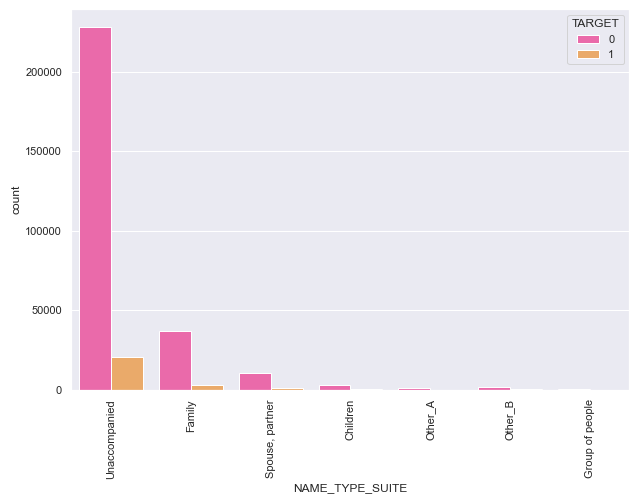 TARGET
0
1
200000
150000
100000
50000
0
count
Unaccompanied
Family
Spouse, partner
Children
Other_A
Other_B
Group of people
NAME_TYPE_SUITE